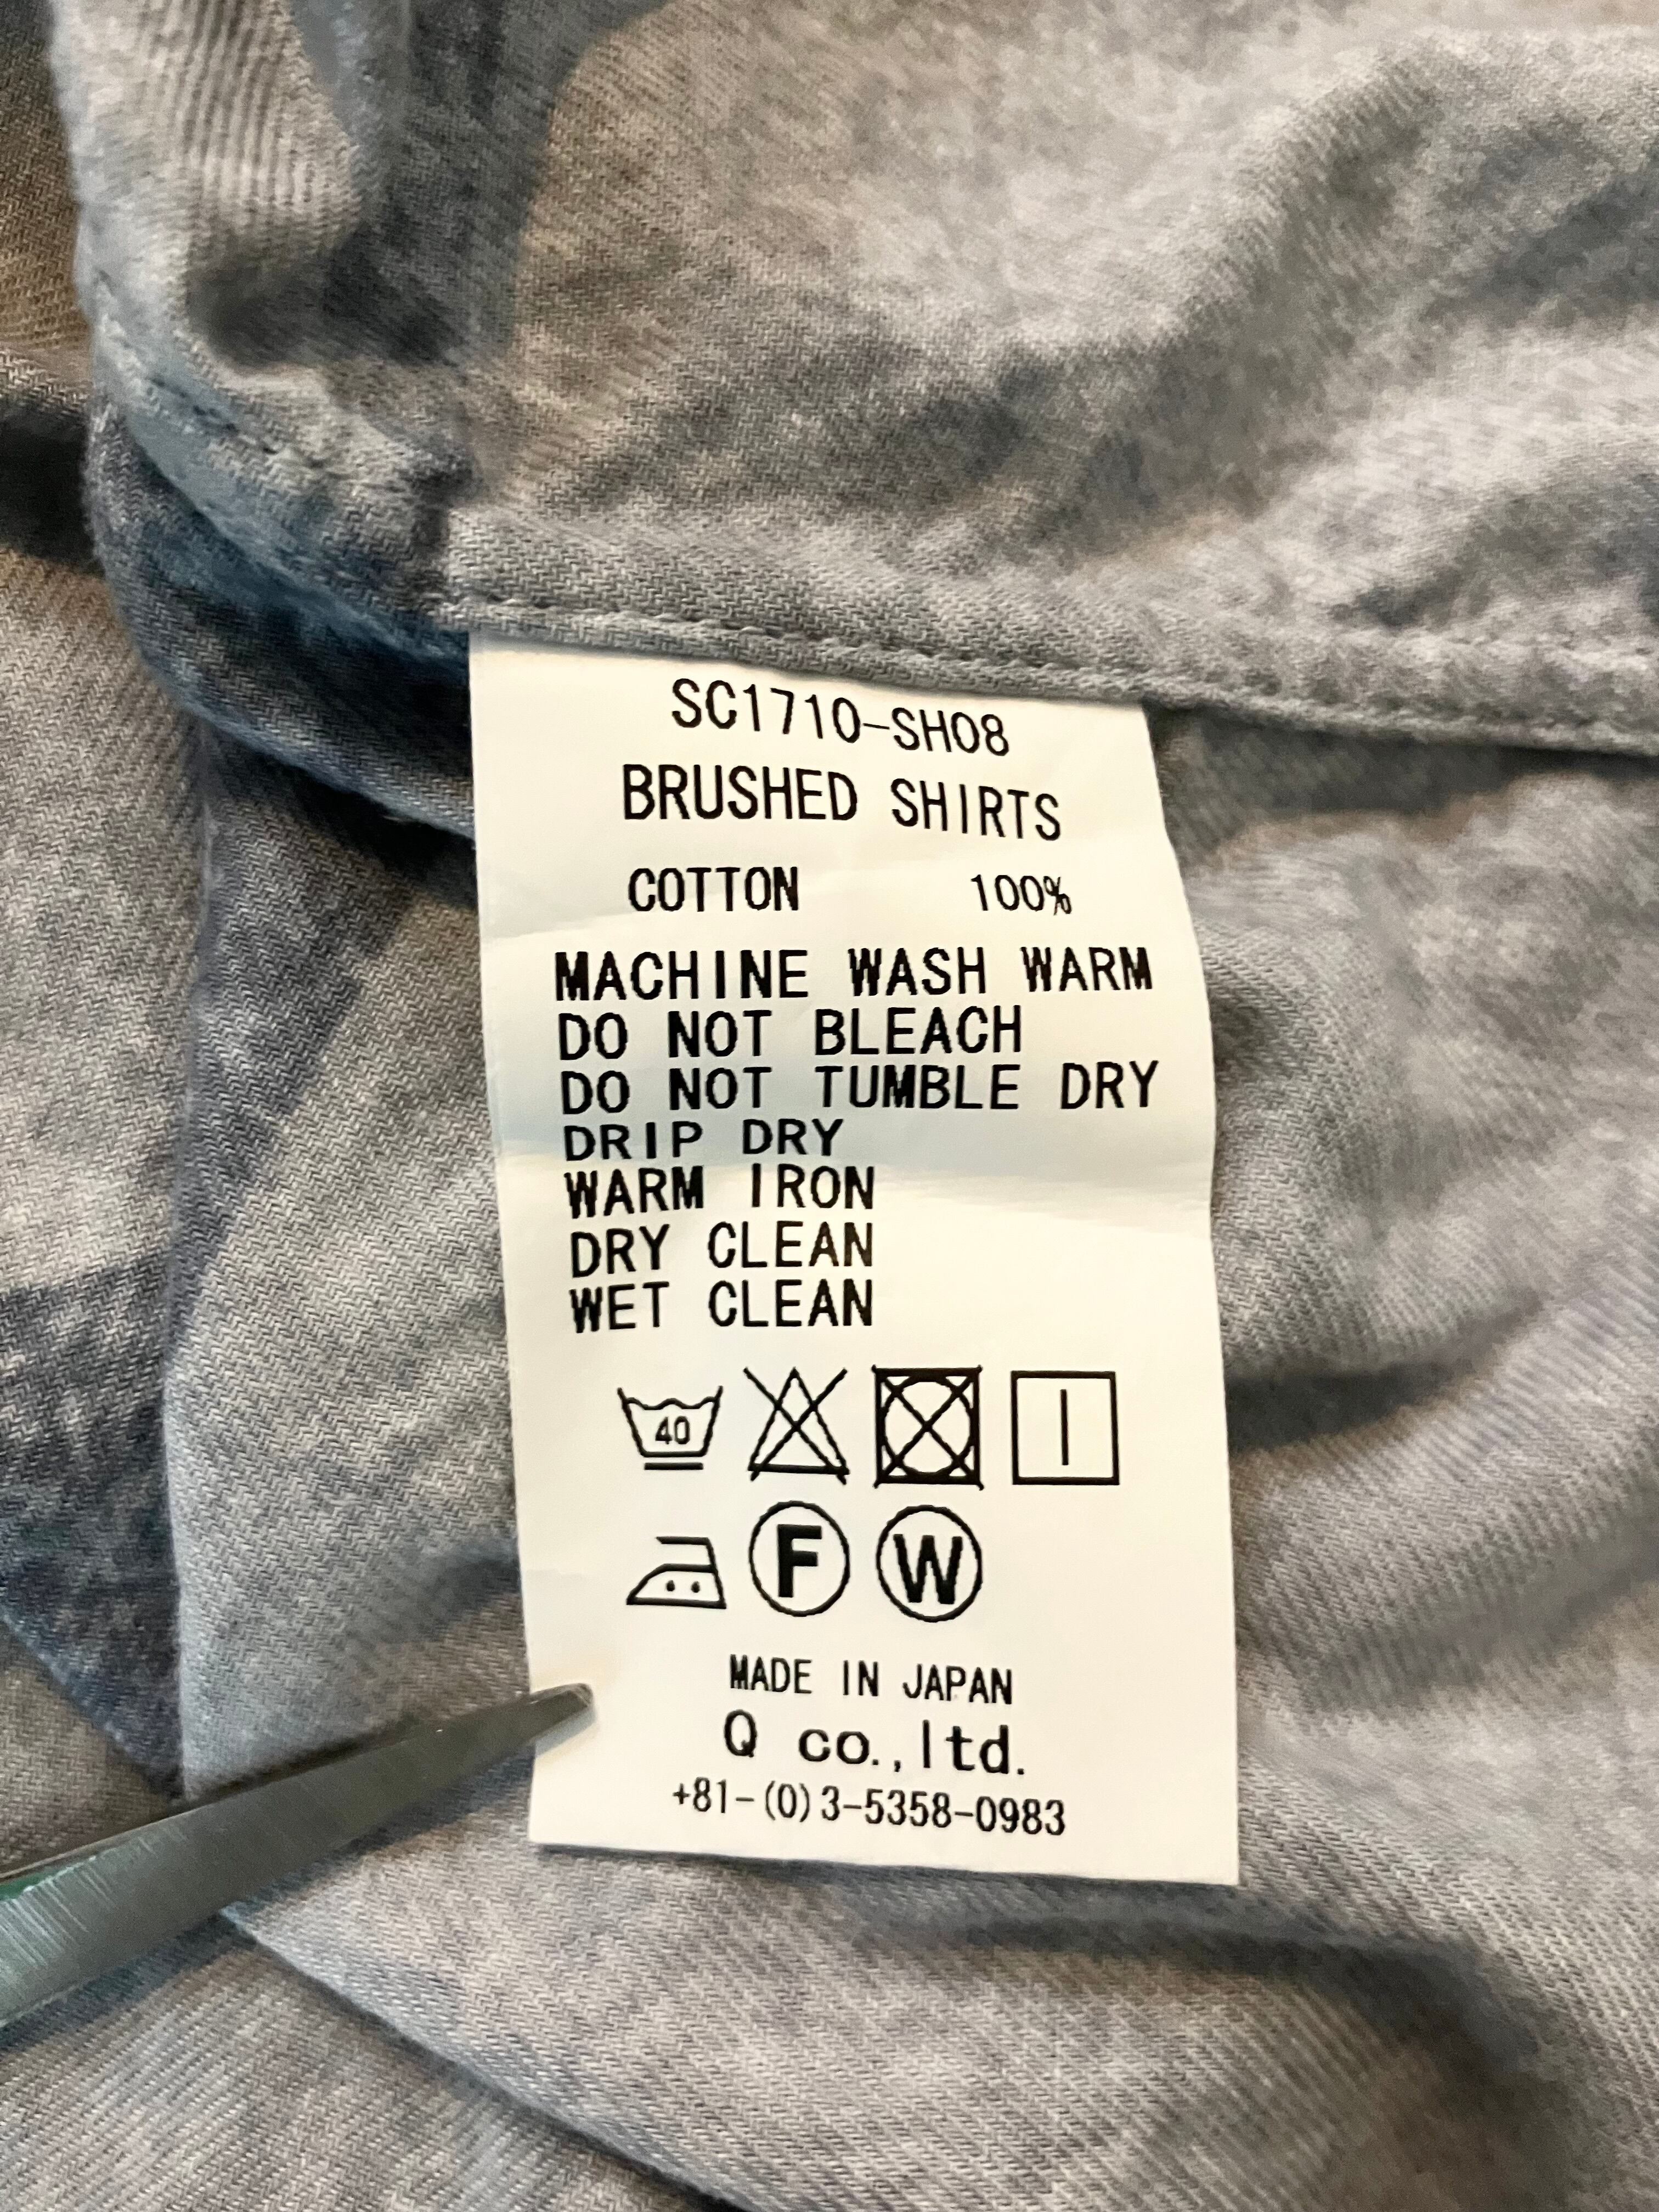 SC1710-SH08
BRUSHED SHIRTS
COTTON 100%
MACHINE WASH WARM
DO NOT BLEACH
DO NOT TUMBLE DRY
DRIP DRY
WARM IRON
DRY CLEAN
WET CLEAN
40
F W
MADE IN JAPAN
Q co.,ltd.
+81-(0)3-5358-0983